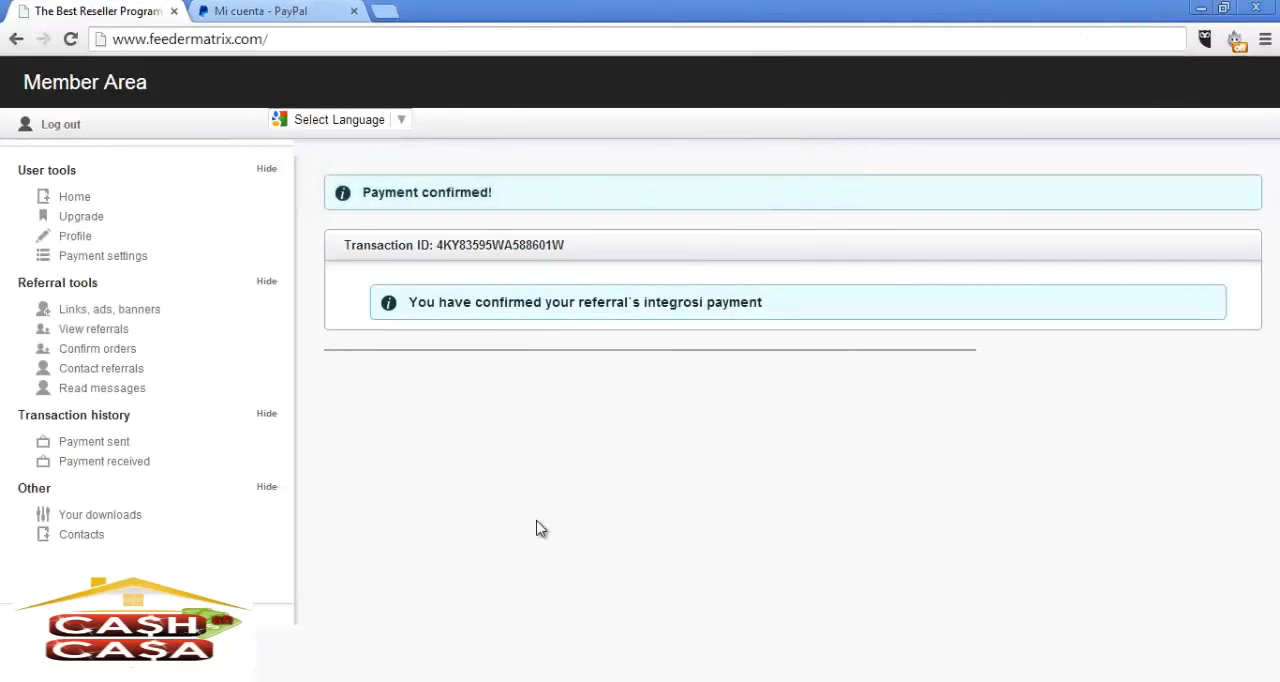 The Best Reseller Program
Mi cuenta - PayPal
www.feedermatrix.com/
off
Member Area
Log out
Select Language
User tools
Hide
Home
Upgrade
Profile
Payment settings
Referral tools
Hide
Links, ads, banners
View referrals
Confirm orders
Contact referrals
Read messages
Transaction history
Hide
Payment sent
Payment received
Other
Hide
Your downloads
Contacts
Payment confirmed!
Transaction ID: 4KY83595WA588601W
You have confirmed your referral`s integrosi payment
CA$H
CA$A